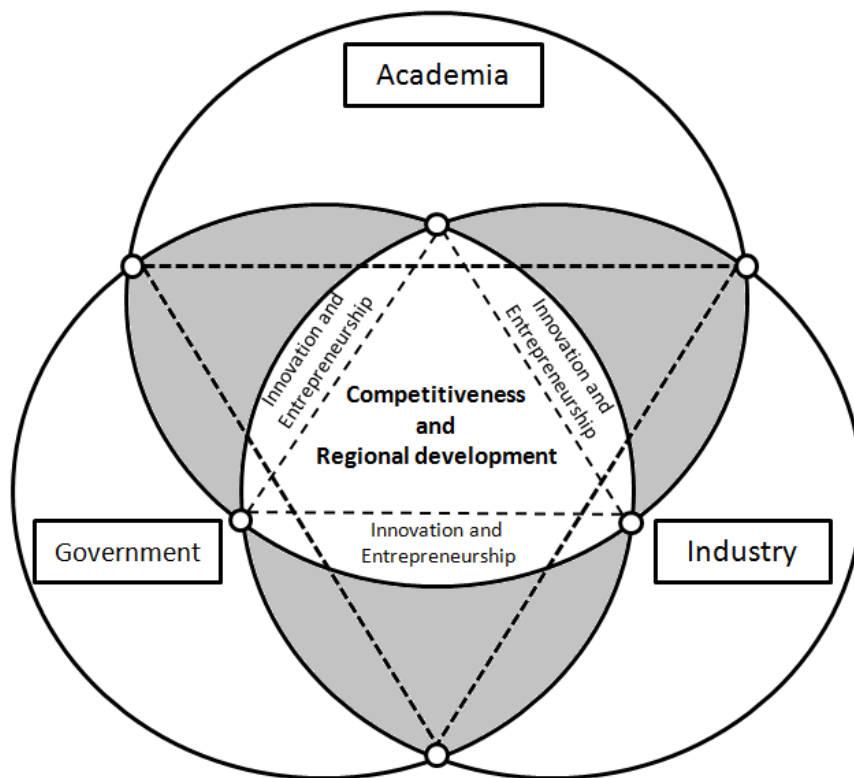 Academia
Innovation and
Entrepreneurship
Innovation and
Entrepreneurship
Competitiveness
and
Regional development
Government
Innovation and
Entrepreneurship
Industry